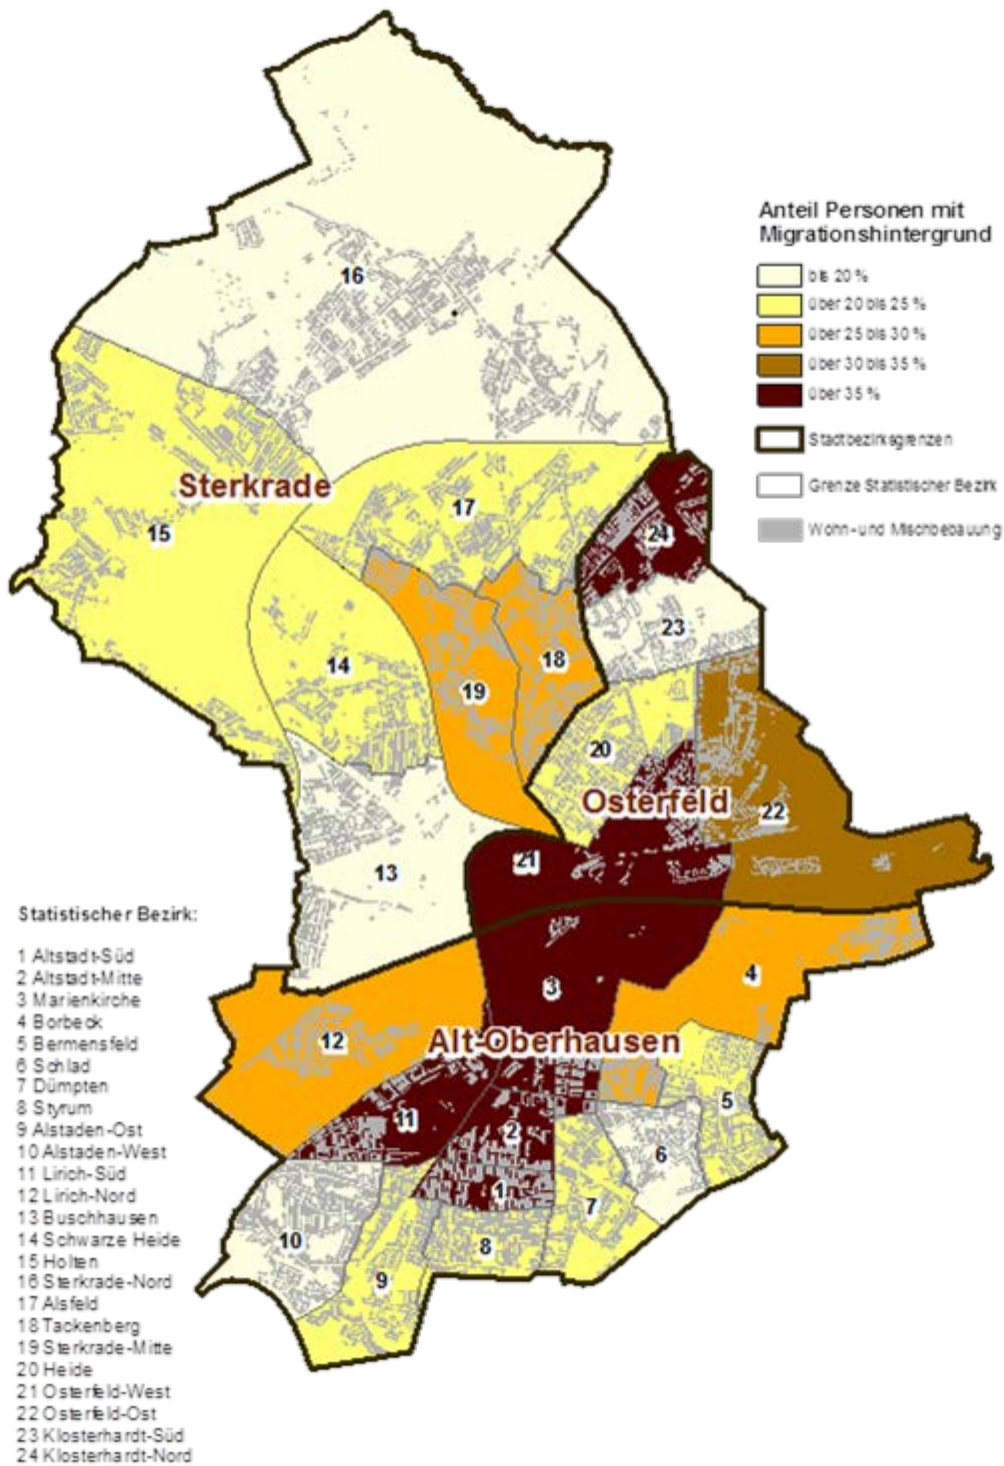 Anteil Personen mit
Migrationshintergrund
bis 20 %
über 20 bis 25 %
über 25 bis 30 %
über 30 bis 35 %
über 35 %
Stadtbezirksgrenzen
Grenze Statistischer Bezirk
Wohn- und Mischbebauung
16
Sterkrade
17
15
24
23
14
18
19
20
Osterfeld
22
21
13
4
3
12
Alt-Oberhausen
5
11
2
6
1
7
10
8
9
Statistischer Bezirk:
1 Altstadt-Süd
2 Altstadt-Mitte
3 Marienkirche
4 Borbeck
5 Bermensfeld
6 Schlad
7 Dümpten
8 Styrum
9 Alstaden-Ost
10 Alstaden-West
11 Lirich-Süd
12 Lirich-Nord
13 Buschhausen
14 Schwarze Heide
15 Holten
16 Sterkrade-Nord
17 Alsfeld
18 Tackenberg
19 Sterkrade-Mitte
20 Heide
21 Osterfeld-West
22 Osterfeld-Ost
23 Klosterhardt-Süd
24 Klosterhardt-Nord